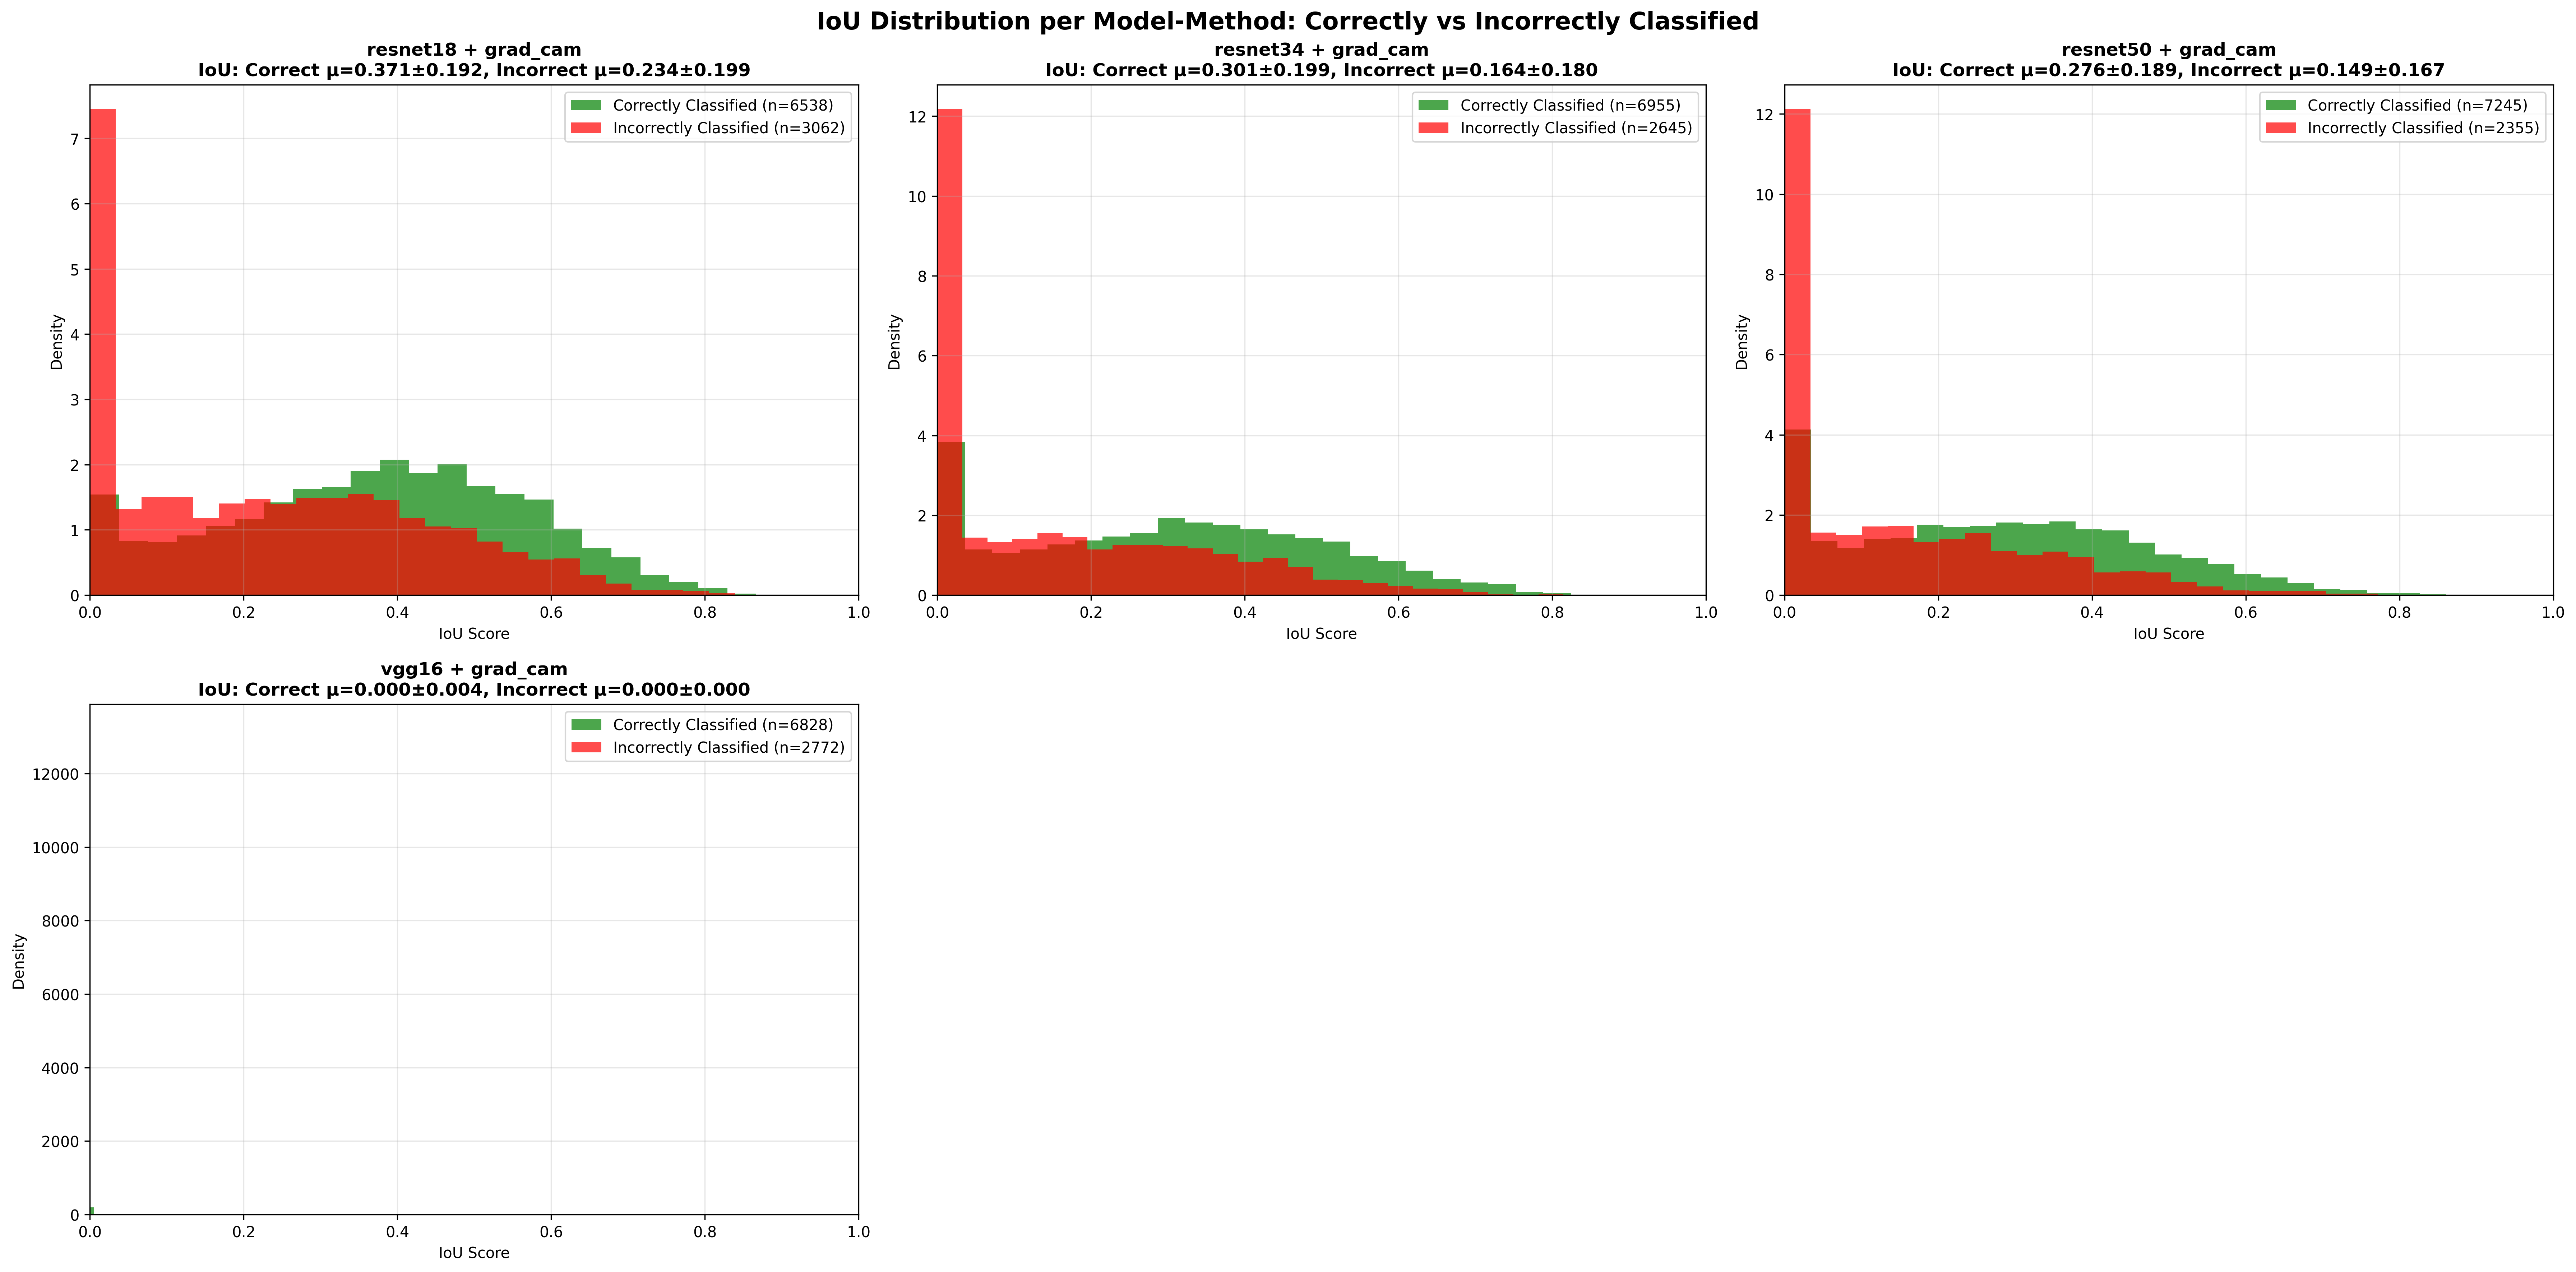 IoU Distribution per Model-Method: Correctly vs Incorrectly Classified
resnet18 + grad_cam
IoU: Correct μ=0.371±0.192, Incorrect μ=0.234±0.199
Correctly Classified (n=6538)
Incorrectly Classified (n=3062)
7
6
5
4
3
2
1
0
Density
0.0 0.2 0.4 0.6 0.8 1.0
IoU Score
resnet34 + grad_cam
IoU: Correct μ=0.301±0.199, Incorrect μ=0.164±0.180
Correctly Classified (n=6955)
Incorrectly Classified (n=2645)
12
10
8
6
4
2
0
Density
0.0 0.2 0.4 0.6 0.8 1.0
IoU Score
resnet50 + grad_cam
IoU: Correct μ=0.276±0.189, Incorrect μ=0.149±0.167
Correctly Classified (n=7245)
Incorrectly Classified (n=2355)
12
10
8
6
4
2
0
Density
0.0 0.2 0.4 0.6 0.8 1.0
IoU Score
vgg16 + grad_cam
IoU: Correct μ=0.000±0.004, Incorrect μ=0.000±0.000
Correctly Classified (n=6828)
Incorrectly Classified (n=2772)
12000
10000
8000
6000
4000
2000
0
Density
0.0 0.2 0.4 0.6 0.8 1.0
IoU Score